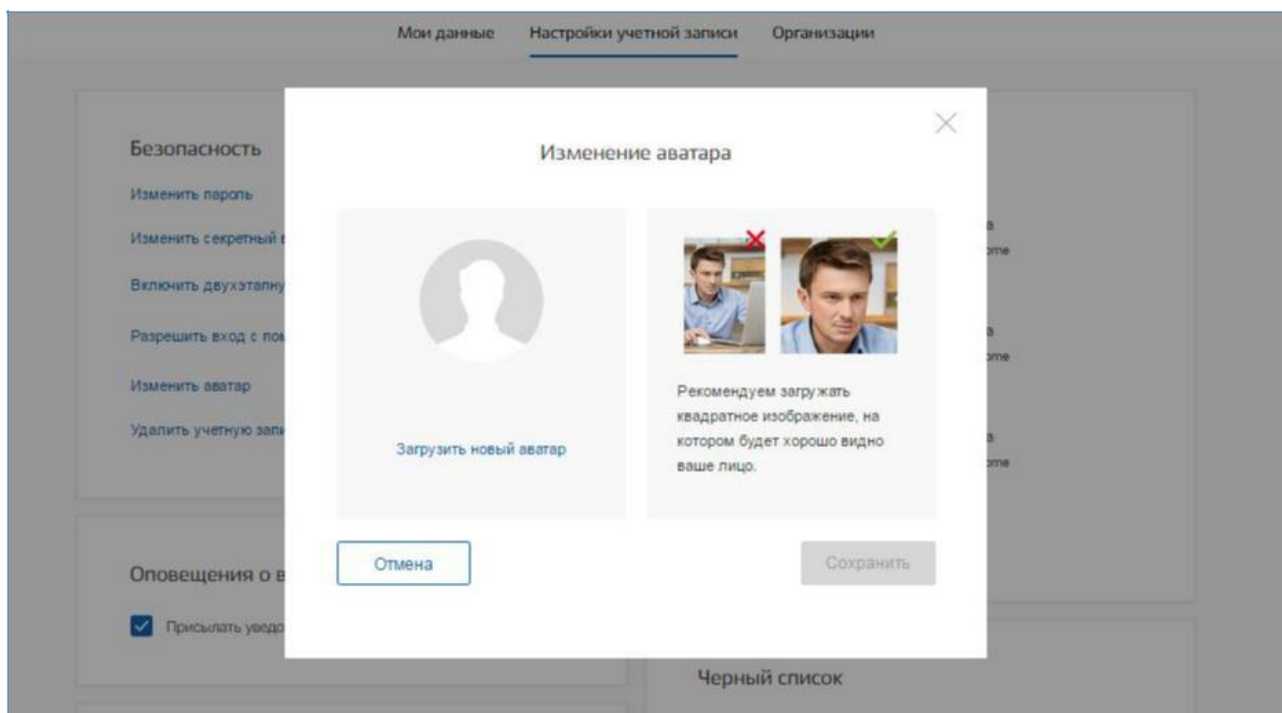 Мои данные Настройки учетной записи Организации
Безопасность
Изменить пароль
Изменить секретный
Включить двухэтапну
Разрешить вход с
Изменить аватар
Удалить учетную запи
Оповещения о в
Присылать уведо
Изменение аватара
Загрузить новый аватар
Рекомендуем загружать
квадратное изображение, на
котором будет хорошо видно
ваше лицо.
Отмена
Сохранить
Черный список